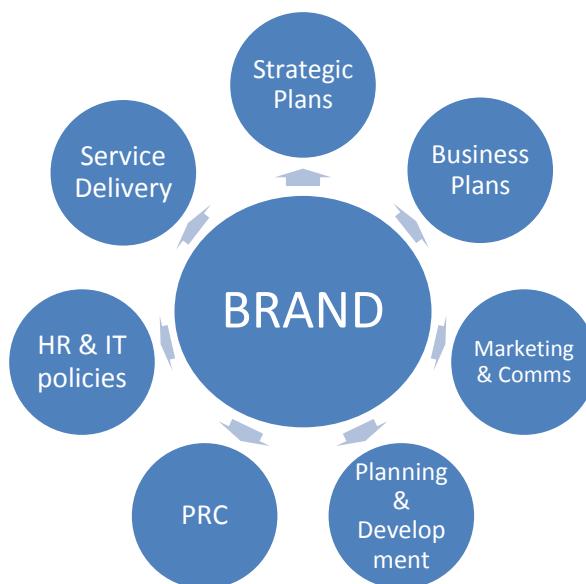 Strategic
Plans
Business
Plans
Marketing
& Comms
Planning
&
Develop
ment
PRC
HR & IT
policies
Service
Delivery
BRAND